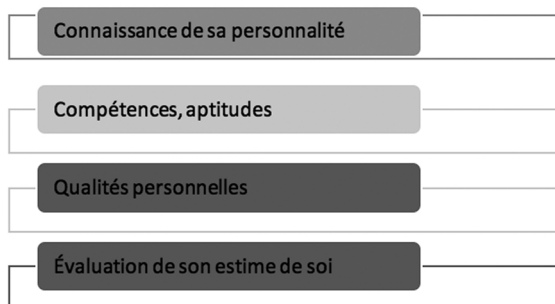 Connaissance de sa personnalité
Compétences, aptitudes
Qualités personnelles
Évaluation de son estime de soi